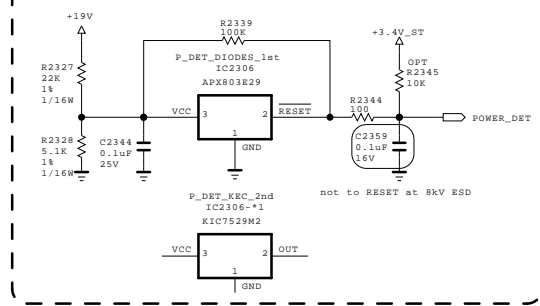 +19V
R2339
100K
+3.4V_ST
P_DET_DIODES_1st
IC2306
APX803E29
R2327
22K
1%
1/16W
OPT
R2345
10K
R2344
100
VCC
3
2
RESET
POWER_DET
R2328
5.1K
1%
1/16W
C2344
0.1uF
25V
1
GND
C2359
0.1uF
16V
not to RESET at 8kV ESD
P_DET_KEC_2nd
IC2306-*1
KIC7529M2
VCC
3
2
OUT
1
GND